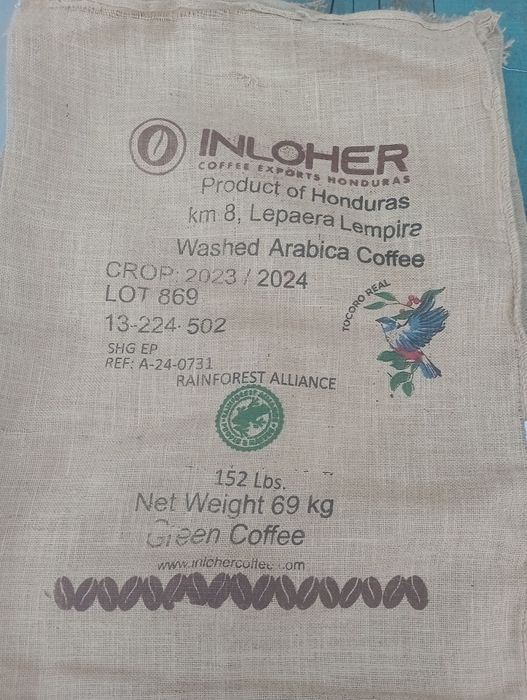 INLOHER
COFFEE EXPORTS HONDURAS
Product of Honduras
km 8, Lepaera Lempira
Washed Arabica Coffee
CROP: 2023 / 2024
LOT 869
TOCORO REAL
13-224-502
SHG EP
REF: A-24-0731
RAINFOREST ALLIANCE
152 Lbs.
Net Weight 69 kg
Green Coffee
www.inlohercoffee.com